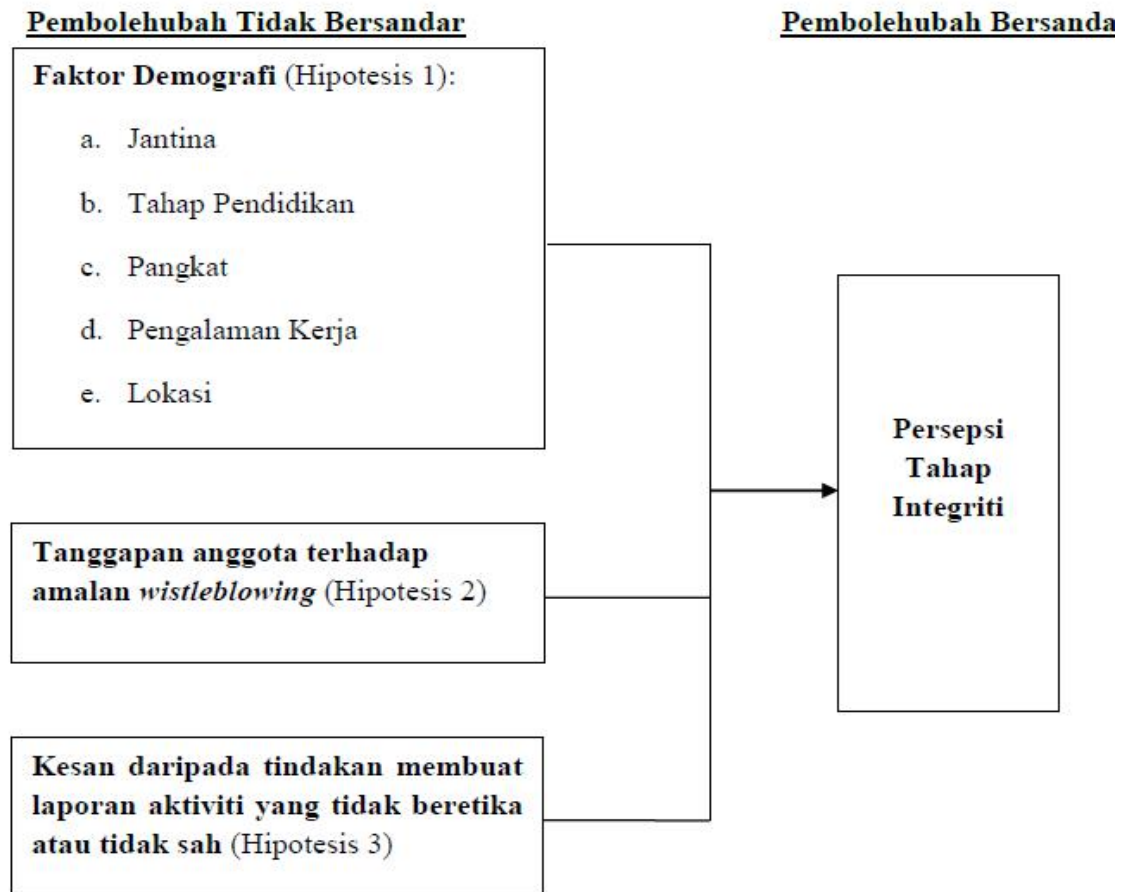 Pembolehubah Tidak Bersandar
Pembolehubah Bersanda
Faktor Demografi (Hipotesis 1):
a. Jantina
b. Tahap Pendidikan
c. Pangkat
d. Pengalaman Kerja
e. Lokasi
Tanggapan anggota terhadap
amalan wistleblowing (Hipotesis 2)
Kesan daripada tindakan membuat
laporan aktiviti yang tidak beretika
atau tidak sah (Hipotesis 3)
Persepsi
Tahap
Integriti